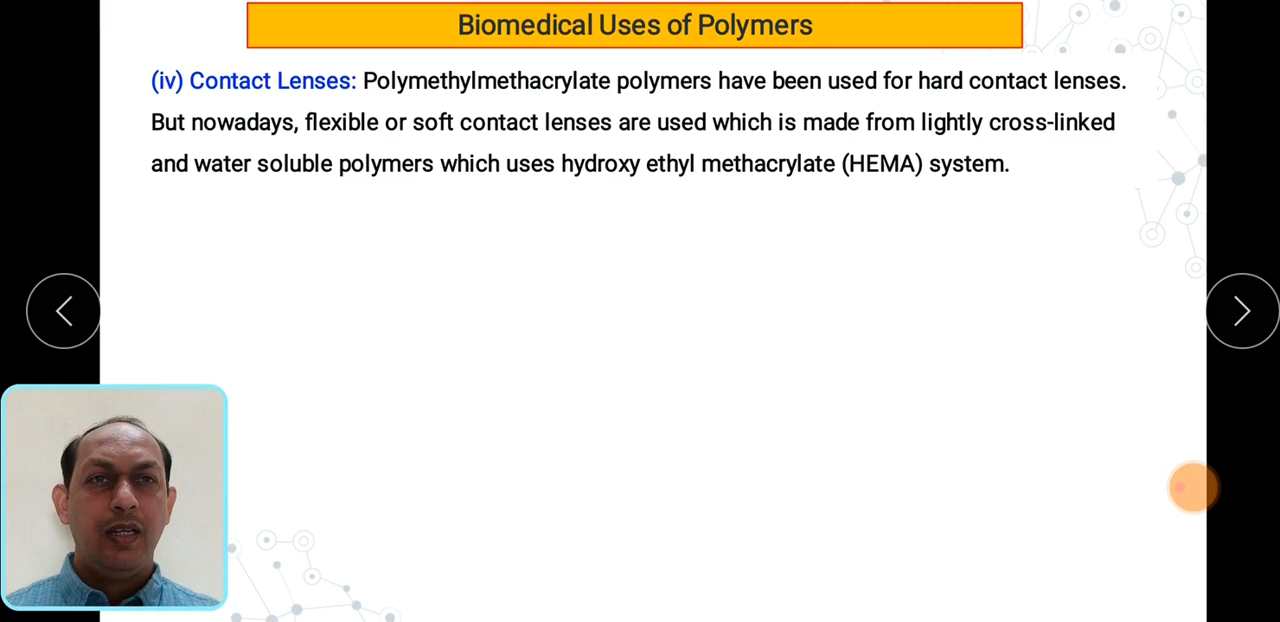 Biomedical Uses of Polymers
(iv) Contact Lenses: Polymethylmethacrylate polymers have been used for hard contact lenses.
But nowadays, flexible or soft contact lenses are used which is made from lightly cross-linked
and water soluble polymers which uses hydroxy ethyl methacrylate (HEMA) system.